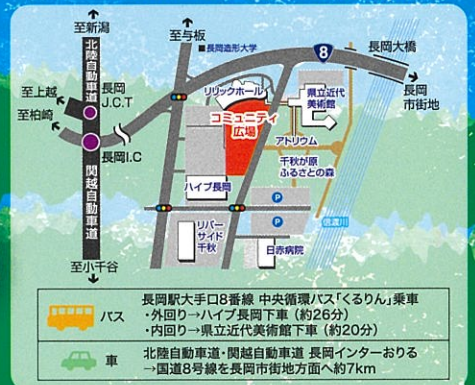 至新潟
至与板
北陸自動車道
■長岡造形大学
8
長岡大橋
至上越
長岡
J.C.T
至柏崎
リリックホール
県立近代
美術館
長岡
市街地
コミュニティ
広場
アトリウム
長岡I.C
千秋が原
ふるさとの森
関越自動車道
ハイブ長岡
P
P
信濃川
リバー
サイド
千秋
日赤病院
至小千谷
バス
長岡駅大手口8番線 中央循環バス「くるりん」乗車
・外回り→ハイブ長岡下車(約26分)
・内回り→県立近代美術館下車(約20分)
車
北陸自動車道・関越自動車道 長岡インターおりる
→国道8号線を長岡市街地方面へ約7km